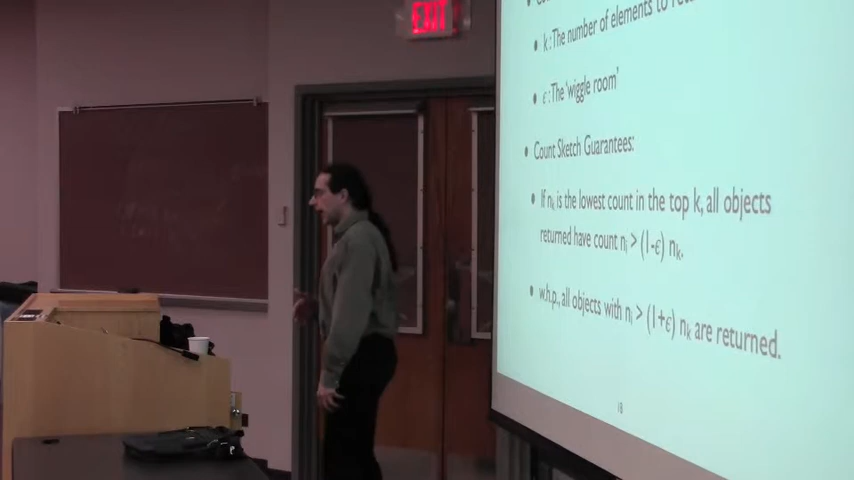 EXIT
• k : The number of elements to
• ϵ : The 'wiggle room'
• Count Sketch Guarantees:
• If nₖ is the lowest count in the top k, all objects
returned have count nᵢ > (1-ϵ) nₖ.
• w.h.p., all objects with nᵢ > (1+ϵ) nₖ are returned.
18